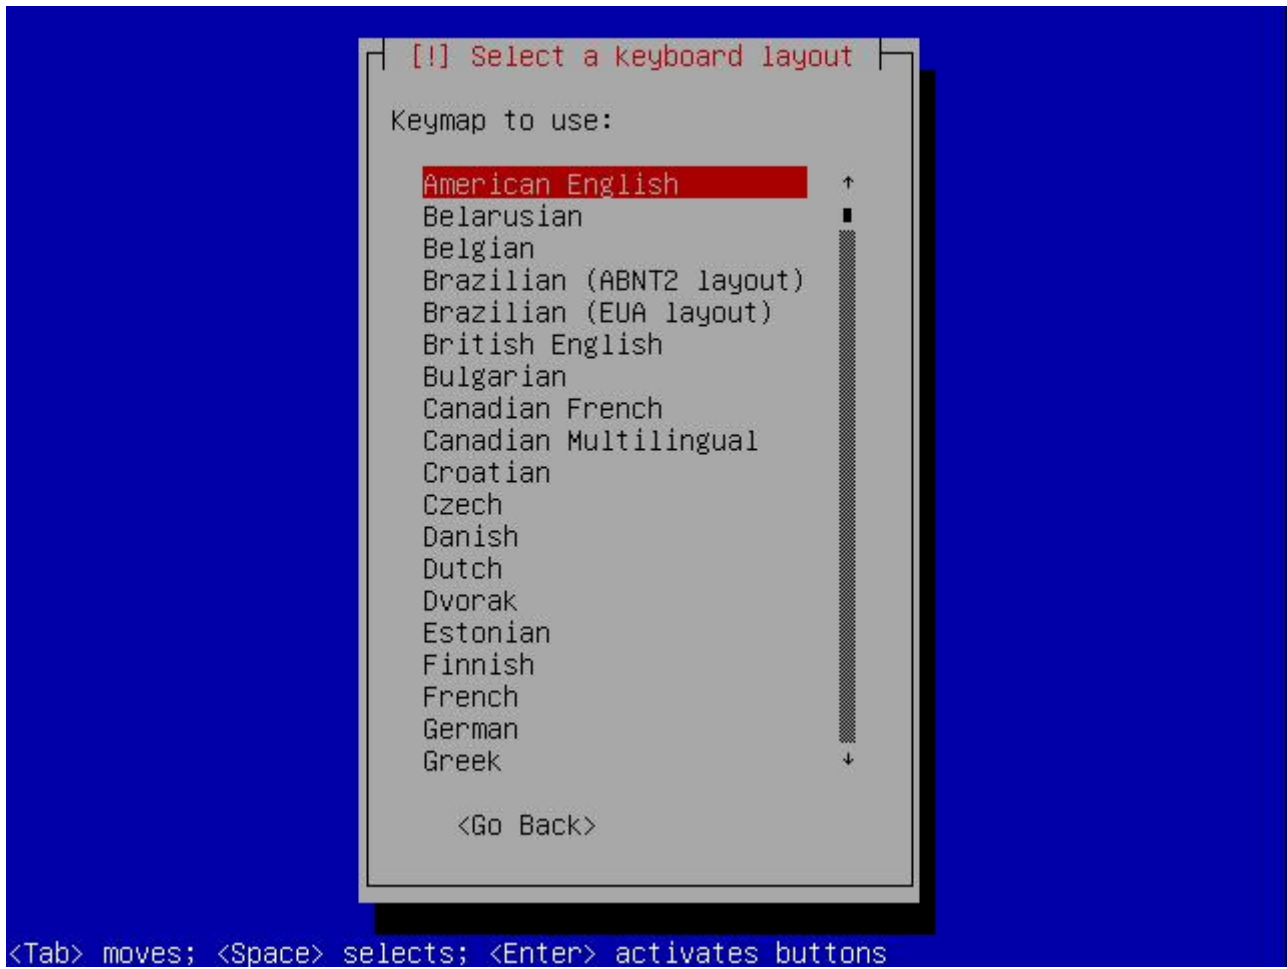 [!] Select a keyboard layout
Keymap to use:
American English
Belarusian
Belgian
Brazilian (ABNT2 layout)
Brazilian (EUA layout)
British English
Bulgarian
Canadian French
Canadian Multilingual
Croatian
Czech
Danish
Dutch
Dvorak
Estonian
Finnish
French
German
Greek
<Go Back>
<Tab> moves; <Space> selects; <Enter> activates buttons